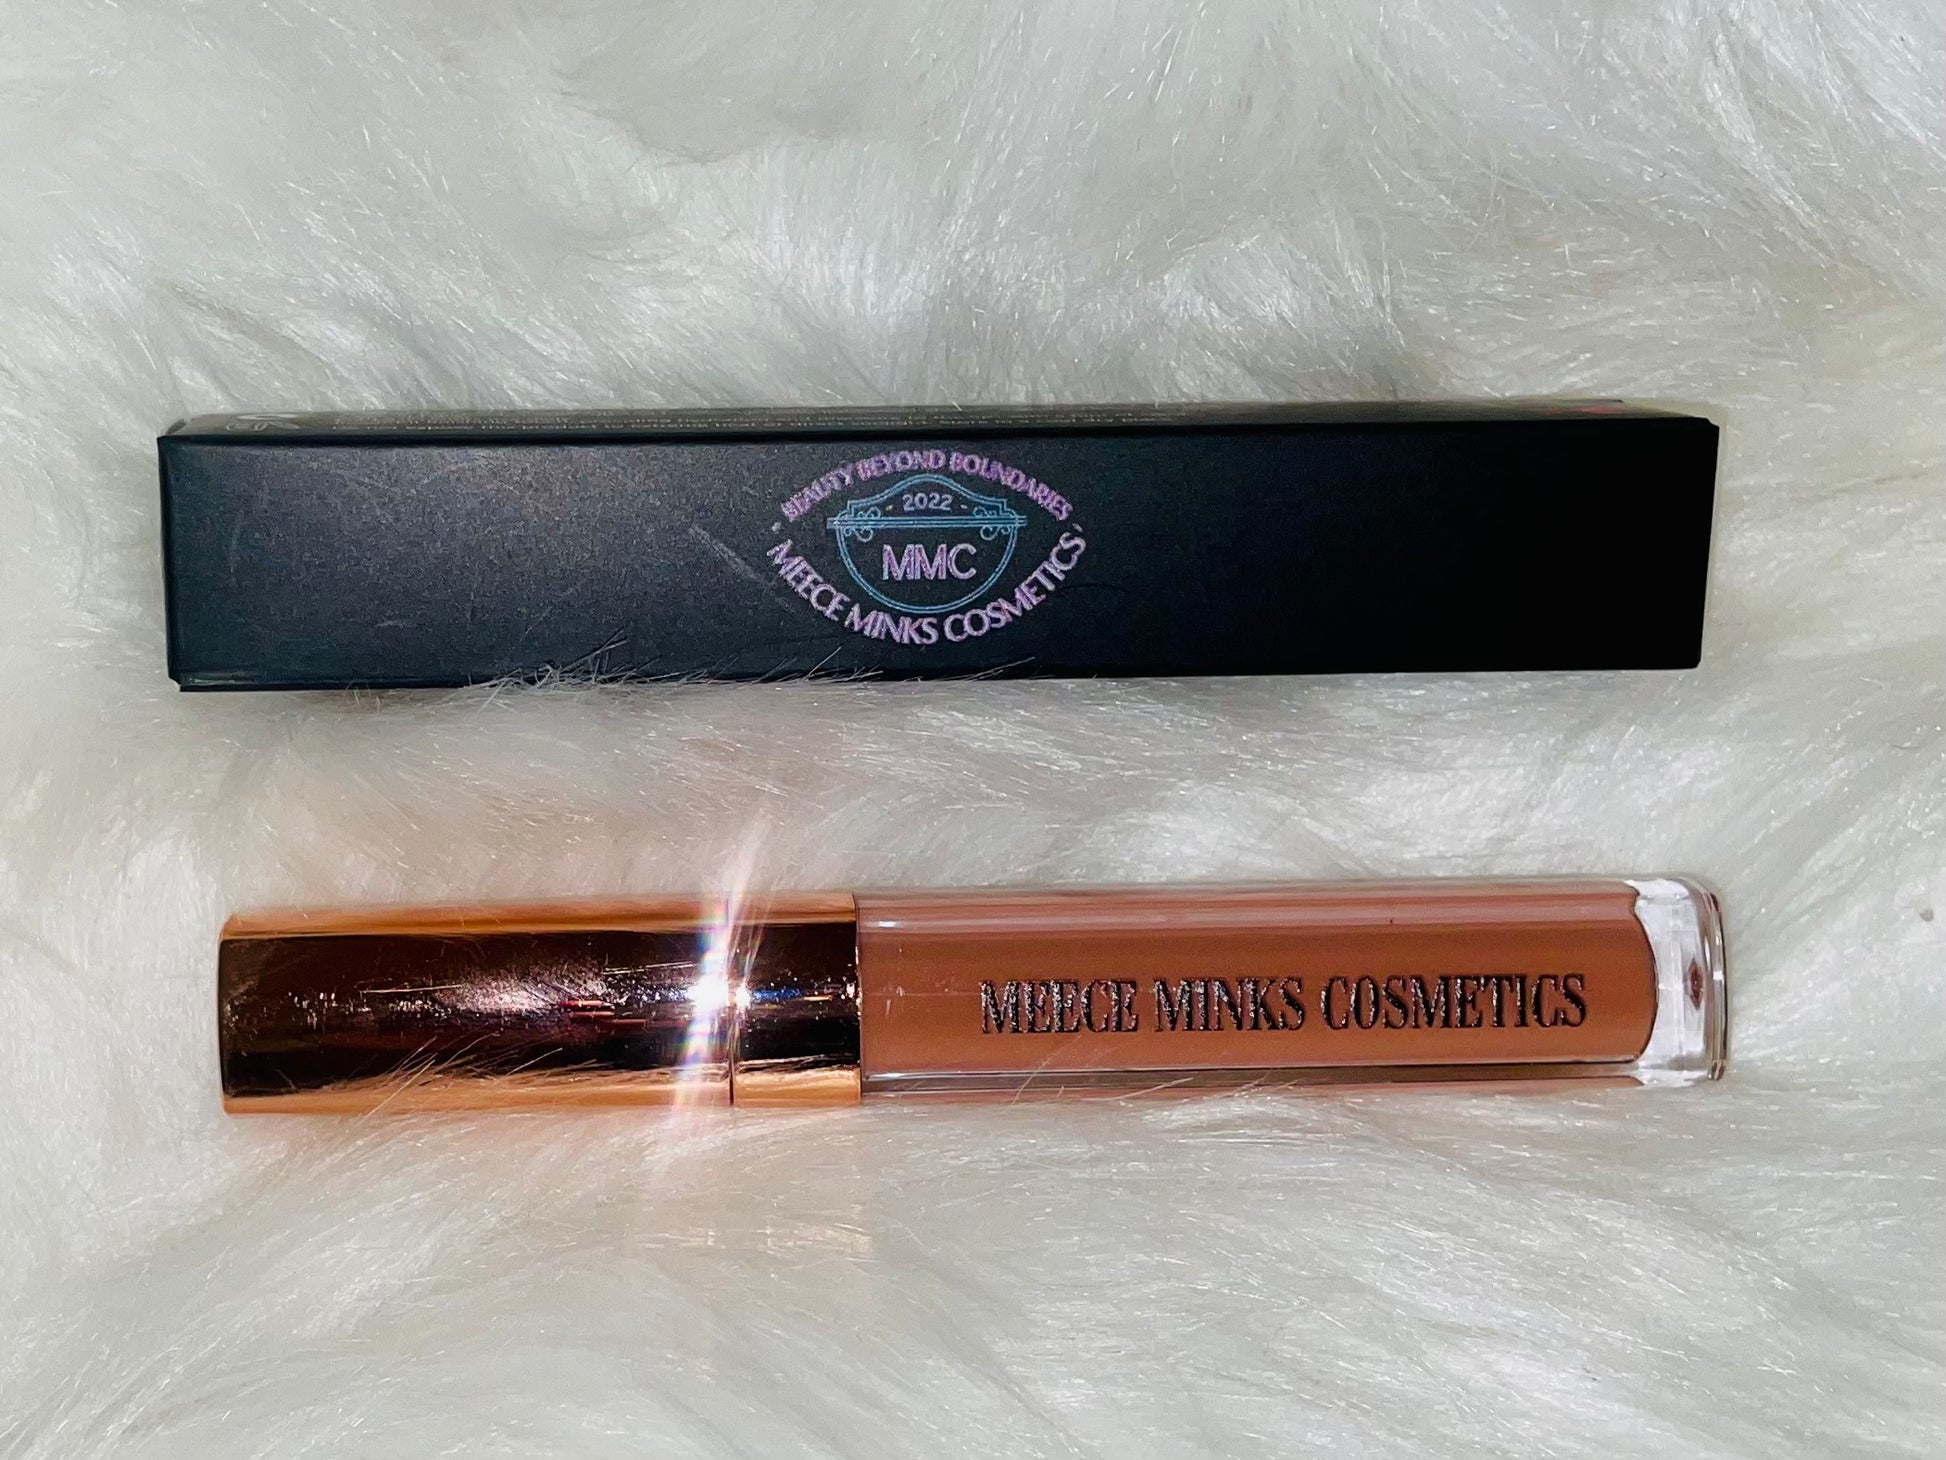 BEAUTY BEYOND BOUNDARIES
- 2022 -
MMC
MEECE MINKS COSMETICS
MEECE MINKS COSMETICS